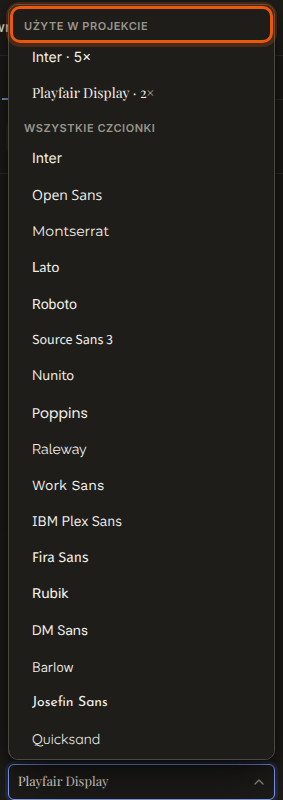 UŻYTE W PROJEKCIE
Inter · 5×
Playfair Display · 2×
WSZYSTKIE CZCIONKI
Inter
Open Sans
Montserrat
Lato
Roboto
Source Sans 3
Nunito
Poppins
Raleway
Work Sans
IBM Plex Sans
Fira Sans
Rubik
DM Sans
Barlow
Josefin Sans
Quicksand
Playfair Display